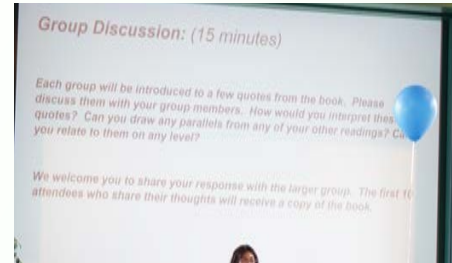 Group Discussion: (15 minutes)
Each group will be introduced to a few quotes from the book. Please
discuss them with your group members. How would you interpret thes
quotes? Can you draw any parallels from any of your other readings? Ca
you relate to them on any level?
We welcome you to share your response with the larger group. The first 10
attendees who share their thoughts will receive a copy of the book.